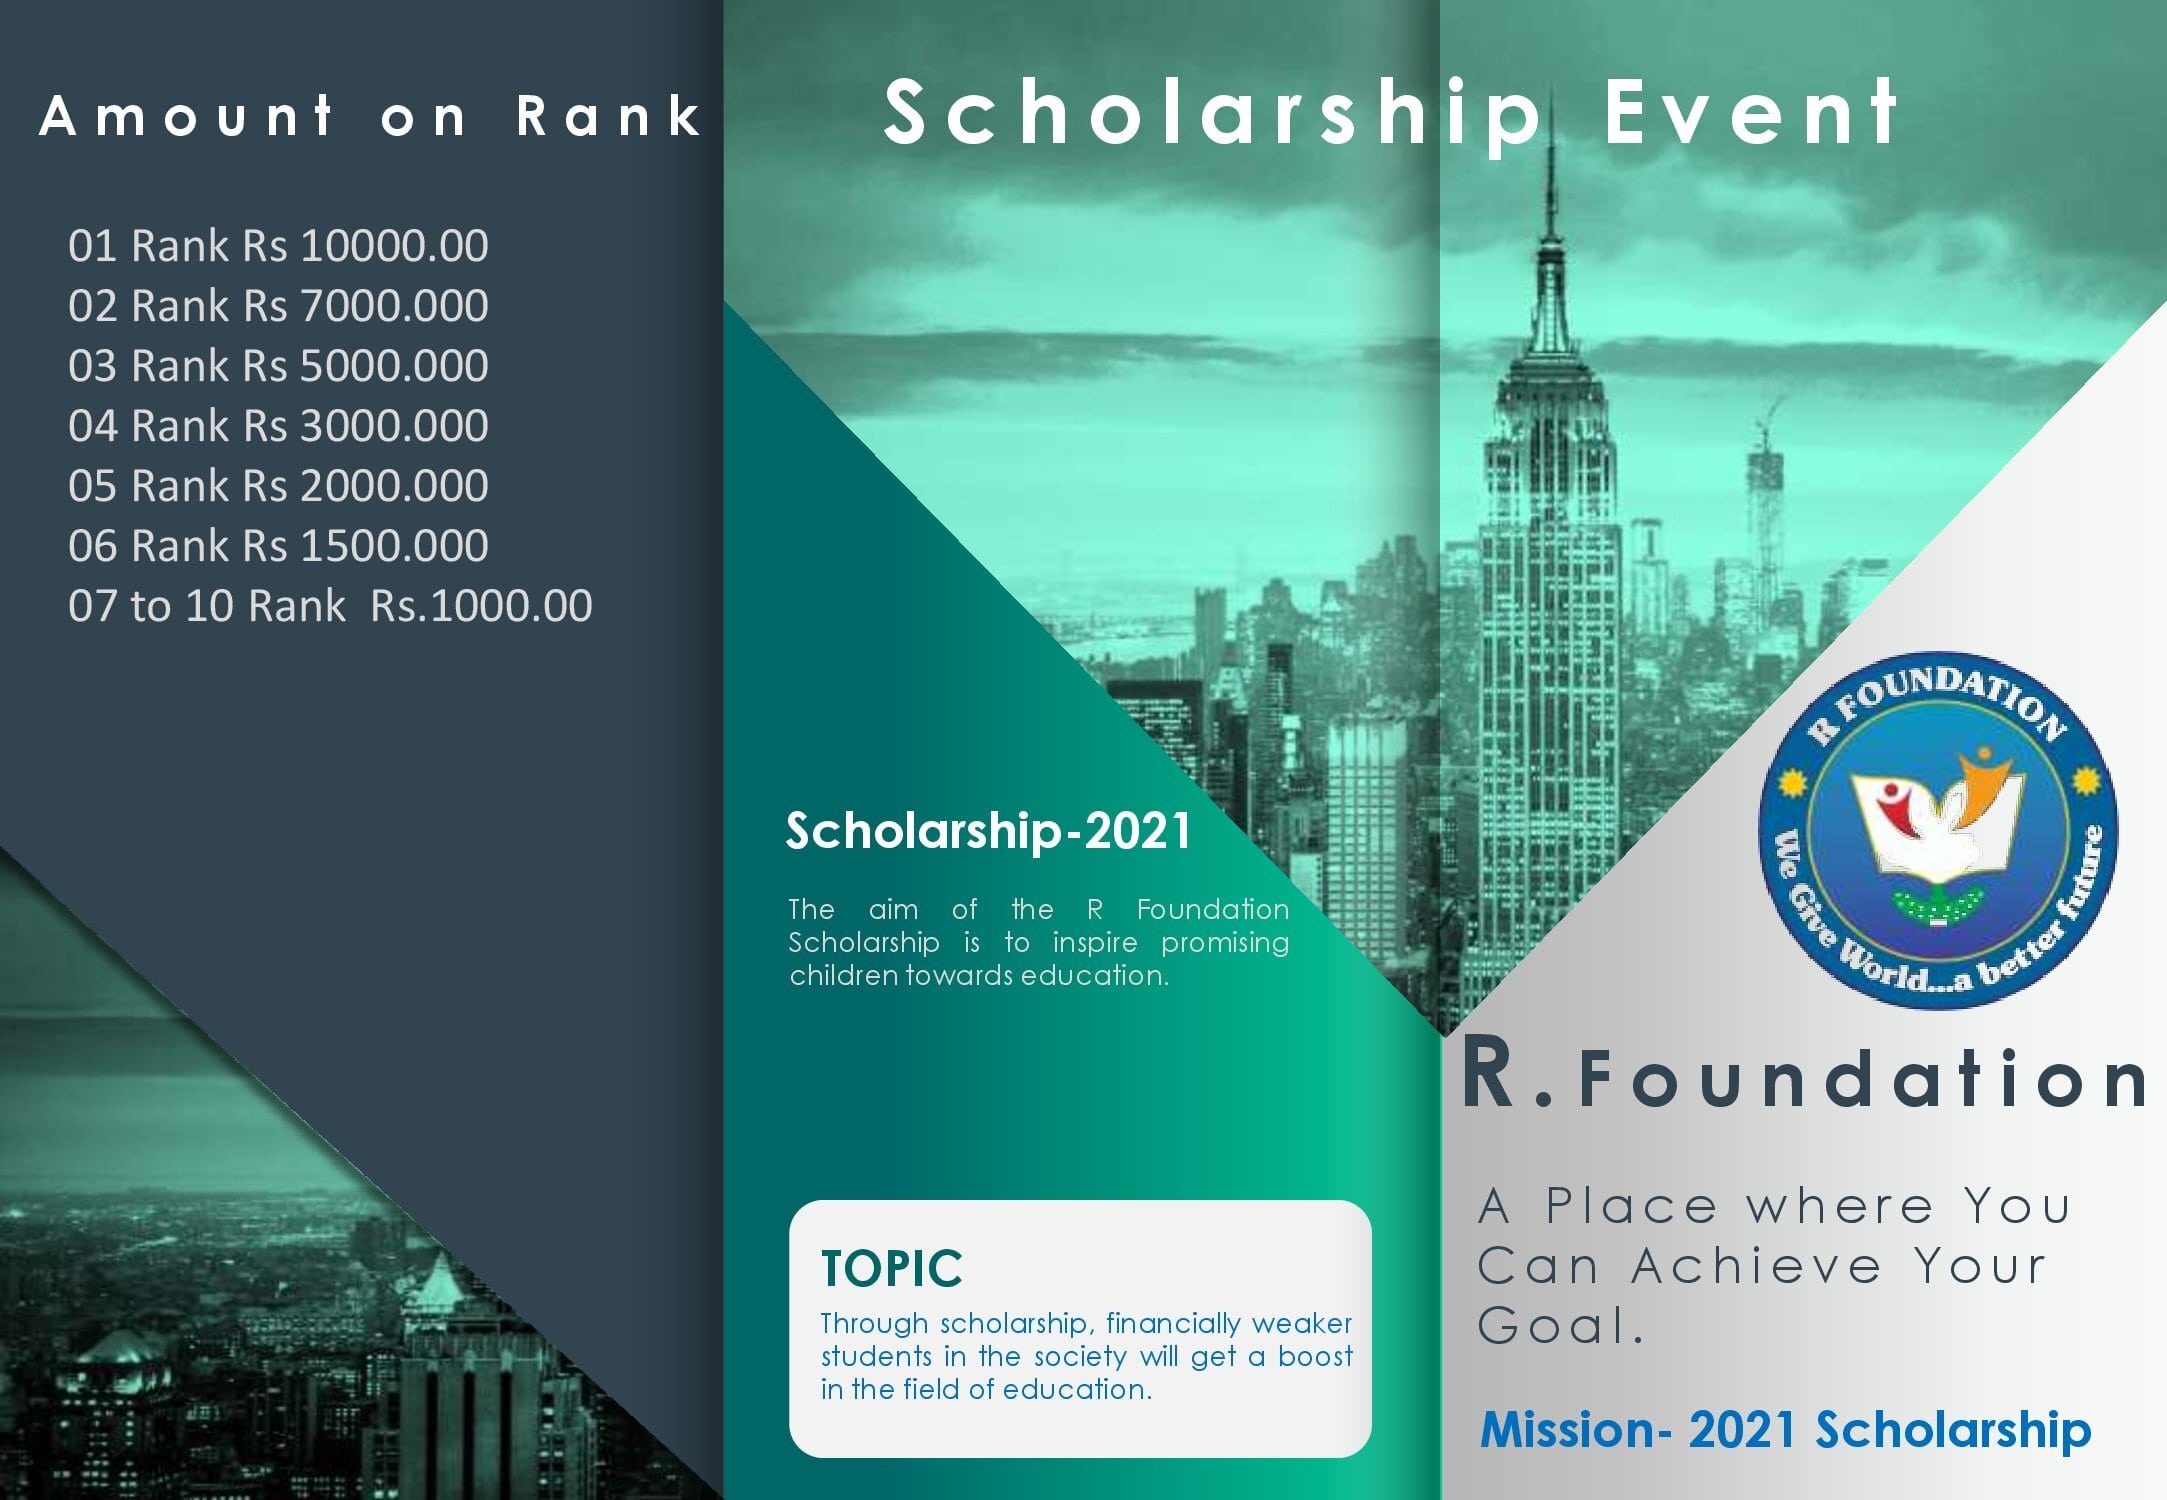 Amount on Rank
01 Rank Rs 10000.00
02 Rank Rs 7000.000
03 Rank Rs 5000.000
04 Rank Rs 3000.000
05 Rank Rs 2000.000
06 Rank Rs 1500.000
07 to 10 Rank  Rs.1000.00
Scholarship Event
Scholarship-2021
The aim of the R Foundation
Scholarship is to inspire promising
children towards education.
TOPIC
Through scholarship, financially weaker
students in the society will get a boost
in the field of education.
R FOUNDATION
We Give World...a better future
R.Foundation
A Place where You
Can Achieve Your
Goal.
Mission- 2021 Scholarship